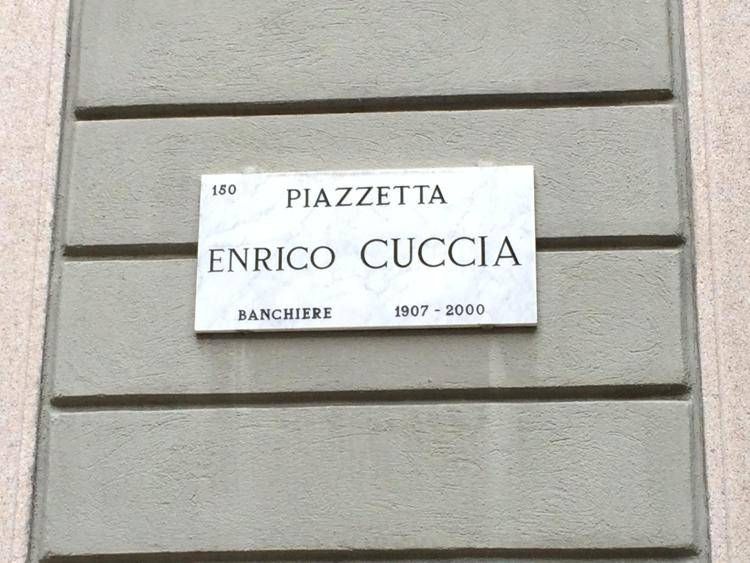 150
PIAZZETTA
ENRICO CUCCIA
BANCHIERE 1907 - 2000